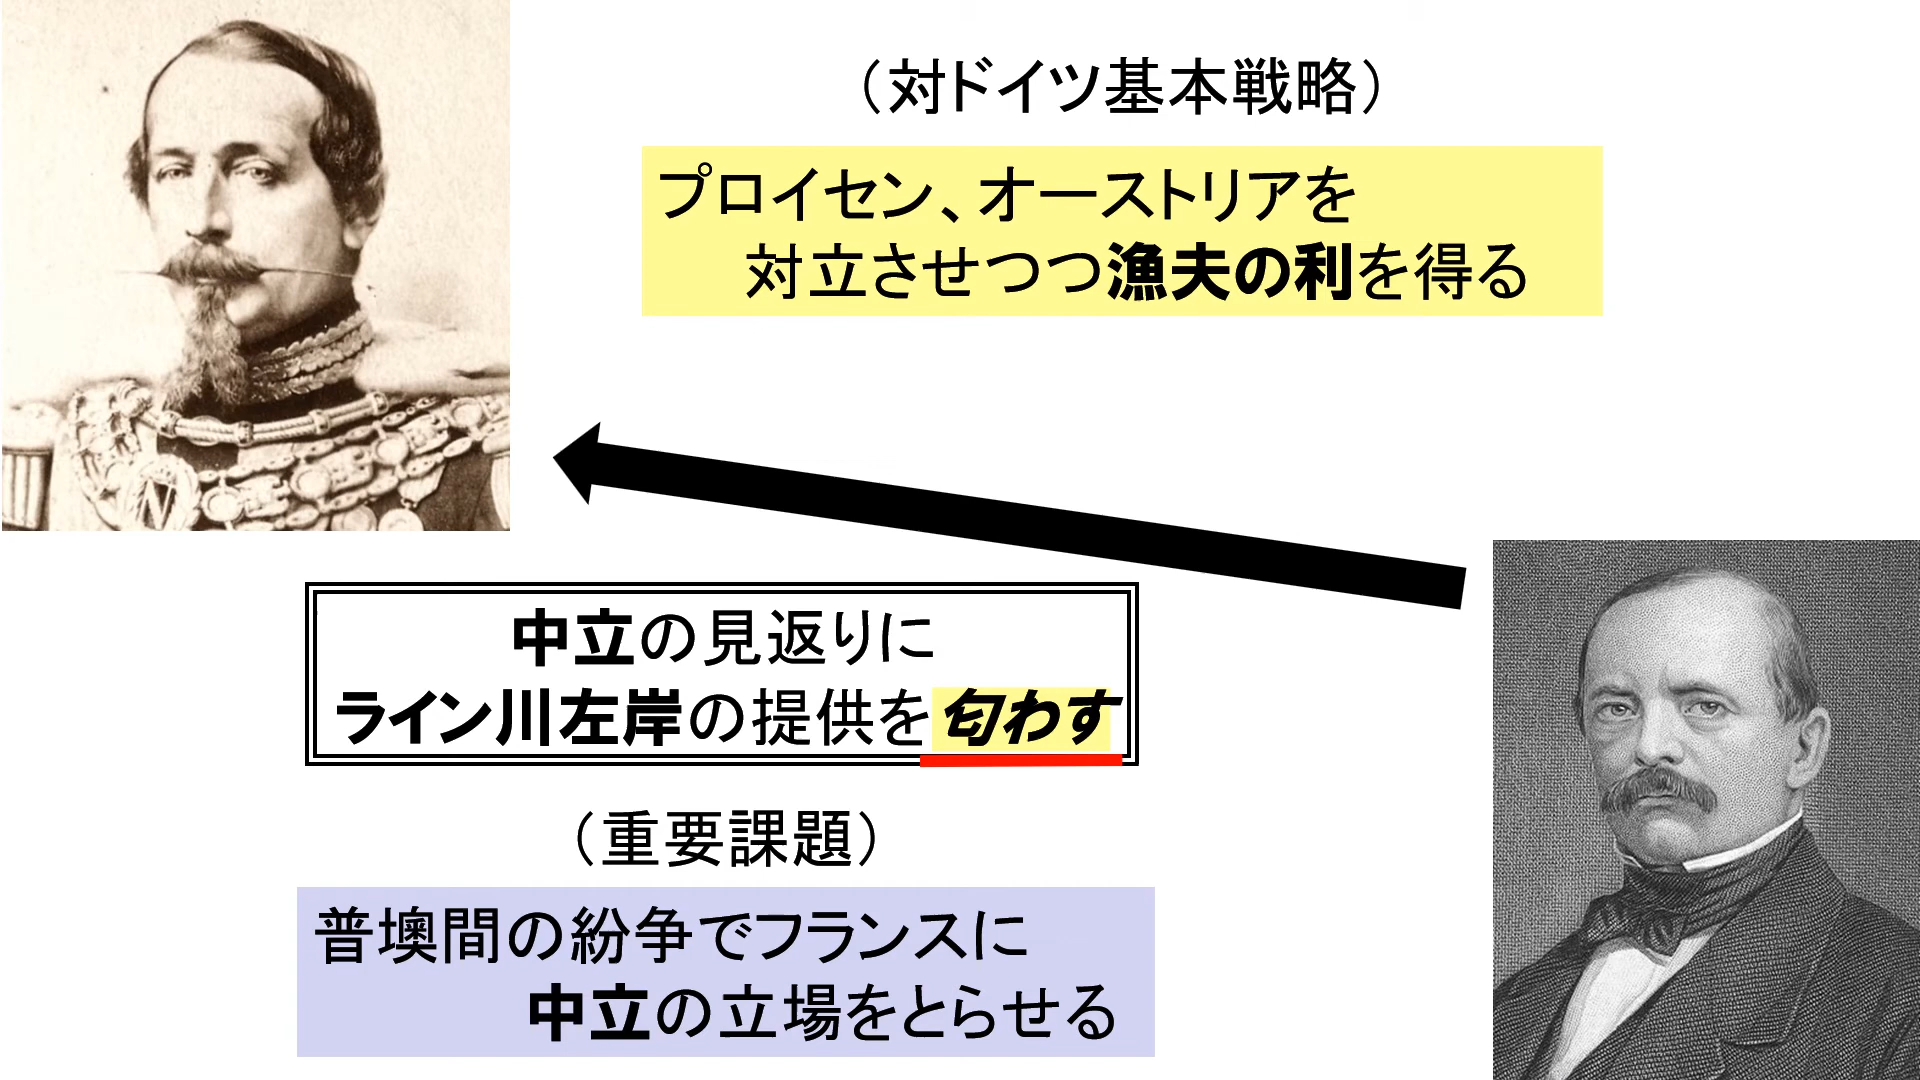 （対ドイツ基本戦略）
プロイセン、オーストリアを
対立させつつ漁夫の利を得る
中立の見返りに
ライン川左岸の提供を匂わす
（重要課題）
普墺間の紛争でフランスに
中立の立場をとらせる